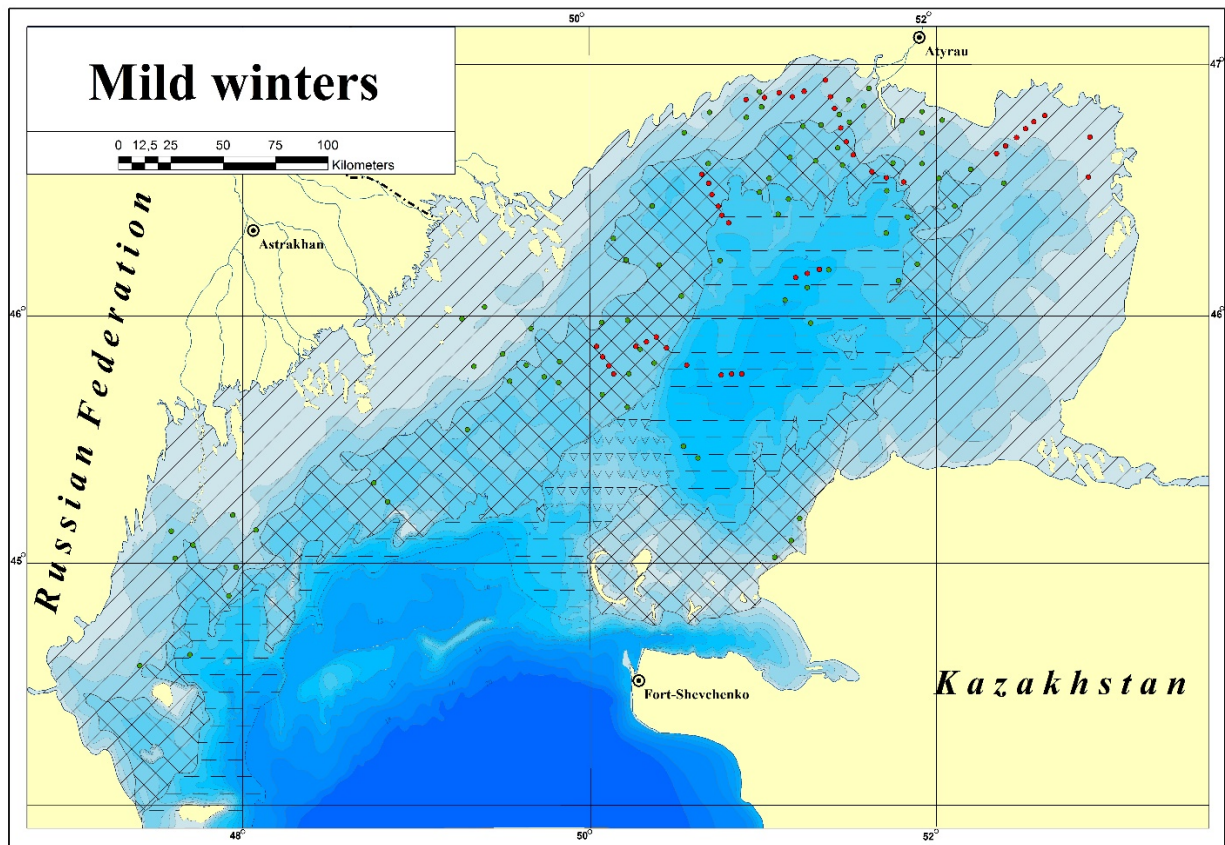 50°
52°
Mild winters
0 12,5 25 50 75 100
Kilometers
Atyrau
47°
Astrakhan
46°
46°
Russian Federation
45°
45°
Fort-Shevchenko
Kazakhstan
48°
50°
52°